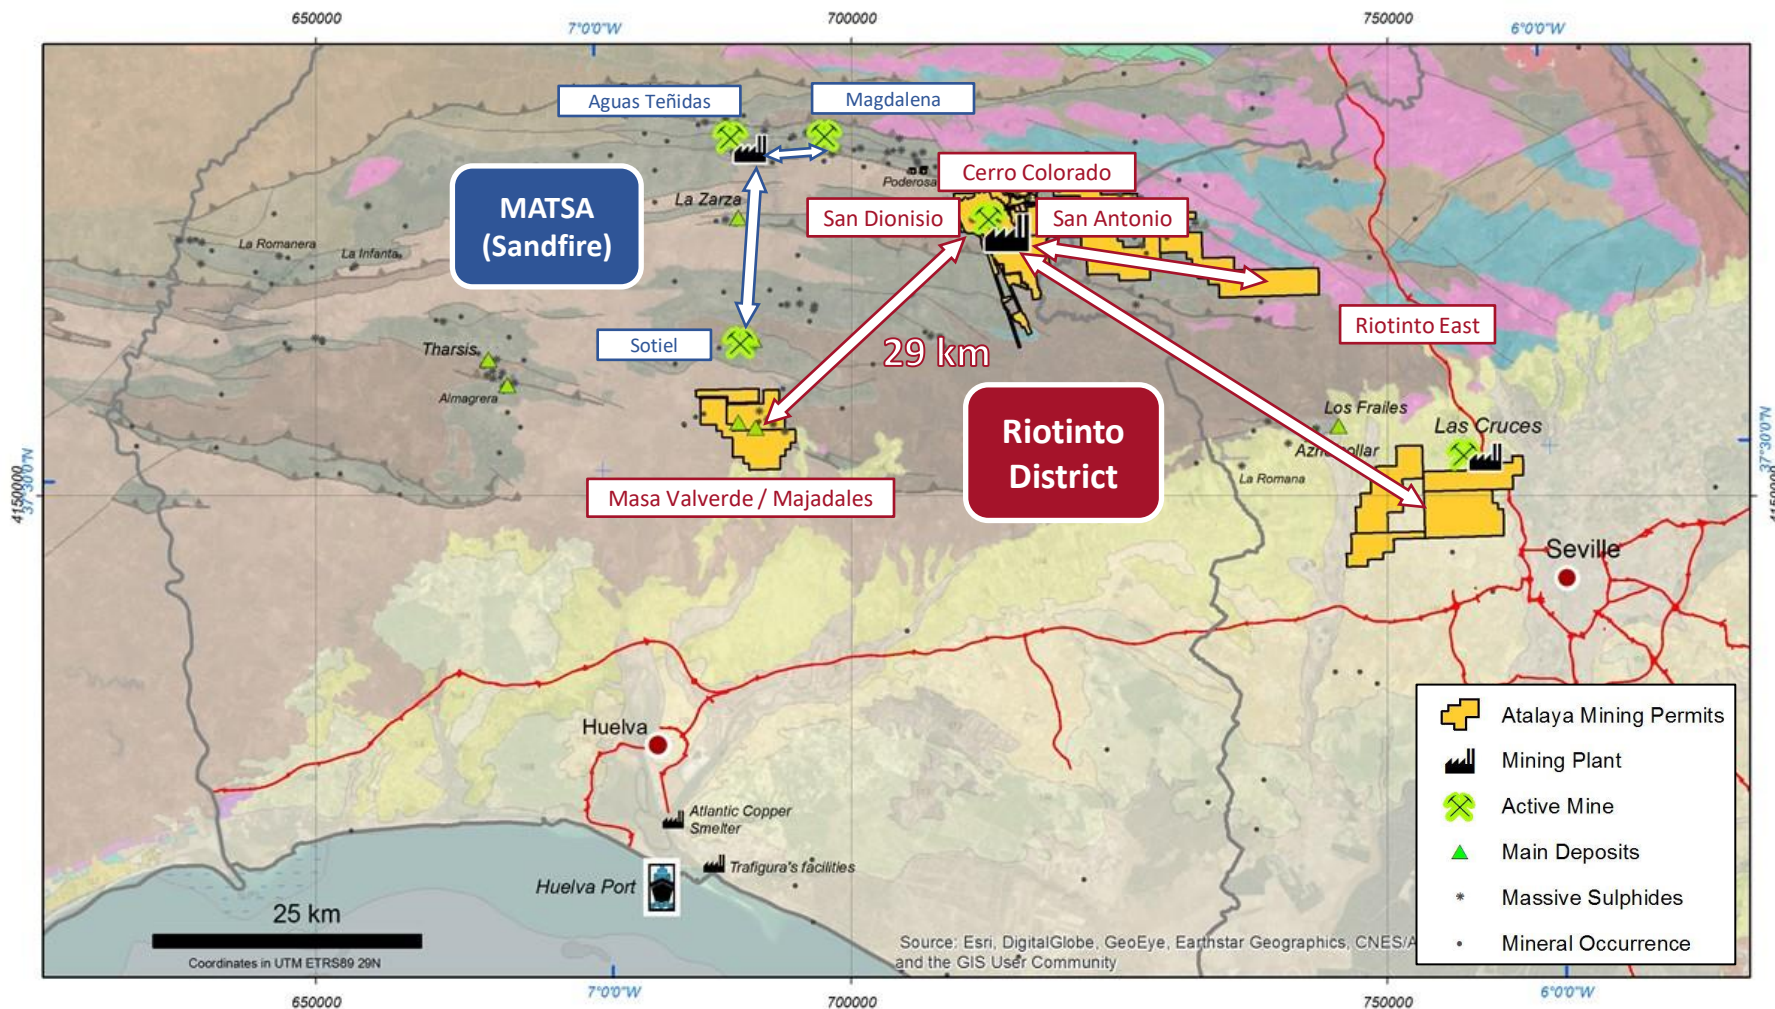 650000
700000
750000
7°0'0"W
6°0'0"W
Aguas Teñidas
Magdalena
MATSA
(Sandfire)
La Zarza
Poderosa
Cerro Colorado
San Dionisio
San Antonio
La Romanera
La Infanta
Riotinto East
Sotiel
29 km
Tharsis
Almagrera
Riotinto
District
Los Frailes
Las Cruces
La Romana
Masa Valverde / Majadales
37°30'0"N
4150000
37°30'0"N
Seville
Huelva
Atlantic Copper
Smelter
Trafigura's facilities
Huelva Port
25 km
Coordinates in UTM ETRS89 29N
Source: Esri, DigitalGlobe, GeoEye, Earthstar Geographics, CNES/A
and the GIS User Community
Atalaya Mining Permits
Mining Plant
Active Mine
Main Deposits
Massive Sulphides
Mineral Occurrence
650000
700000
750000
7°0'0"W
6°0'0"W